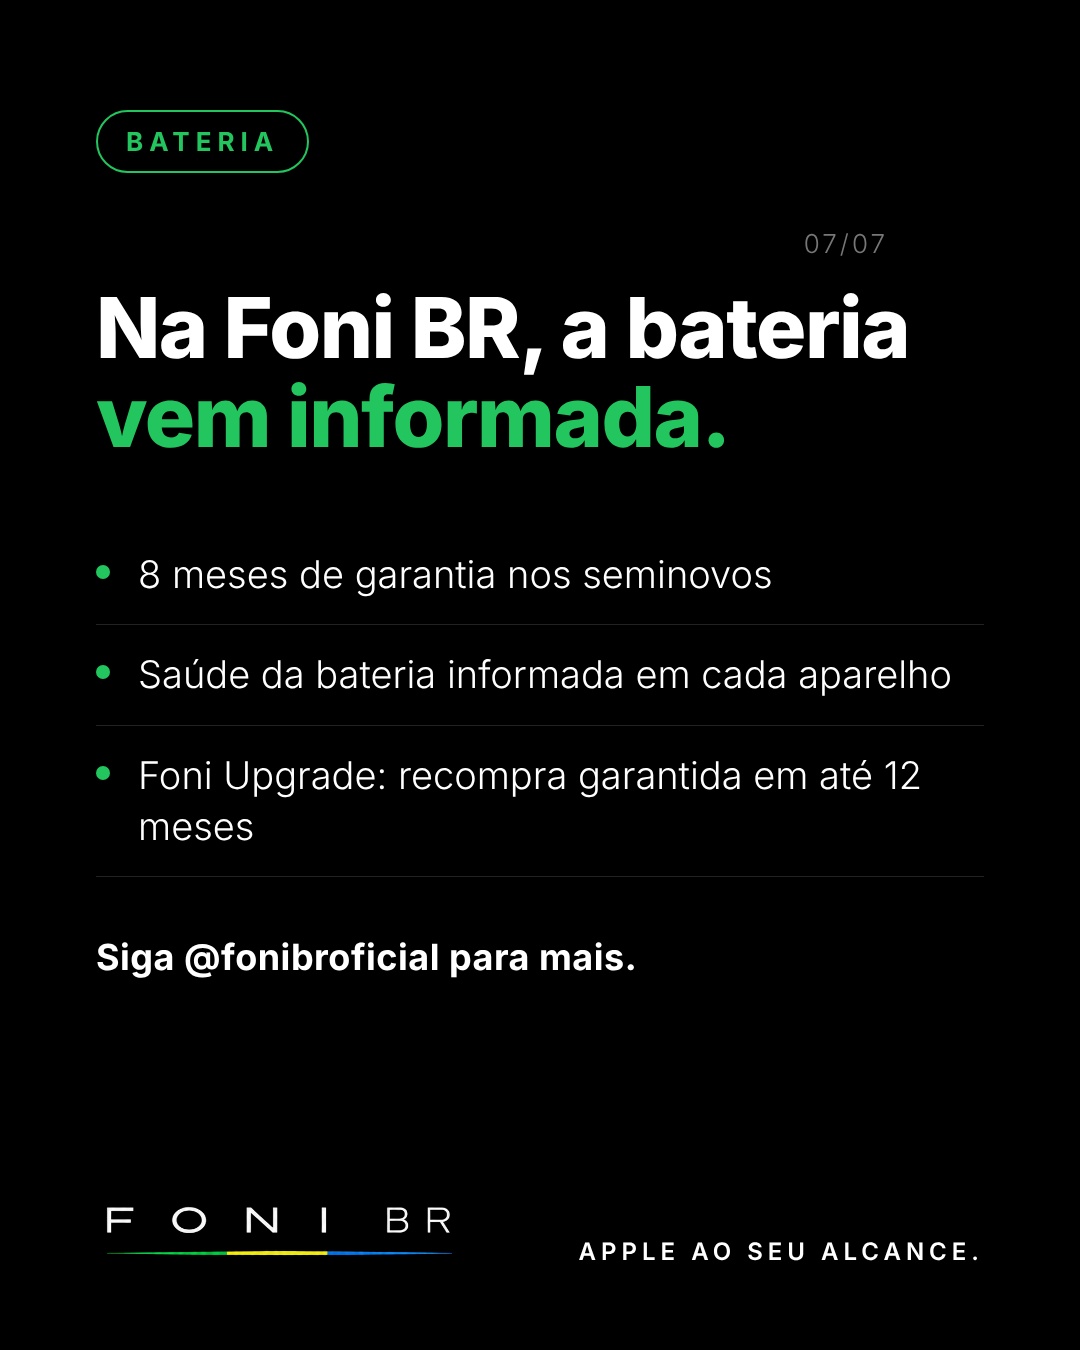 BATERIA
07/07
Na Foni BR, a bateria
vem informada.
8 meses de garantia nos seminovos
Saúde da bateria informada em cada aparelho
Foni Upgrade: recompra garantida em até 12
meses
Siga @fonibroficial para mais.
FONI BR
APPLE AO SEU ALCANCE.